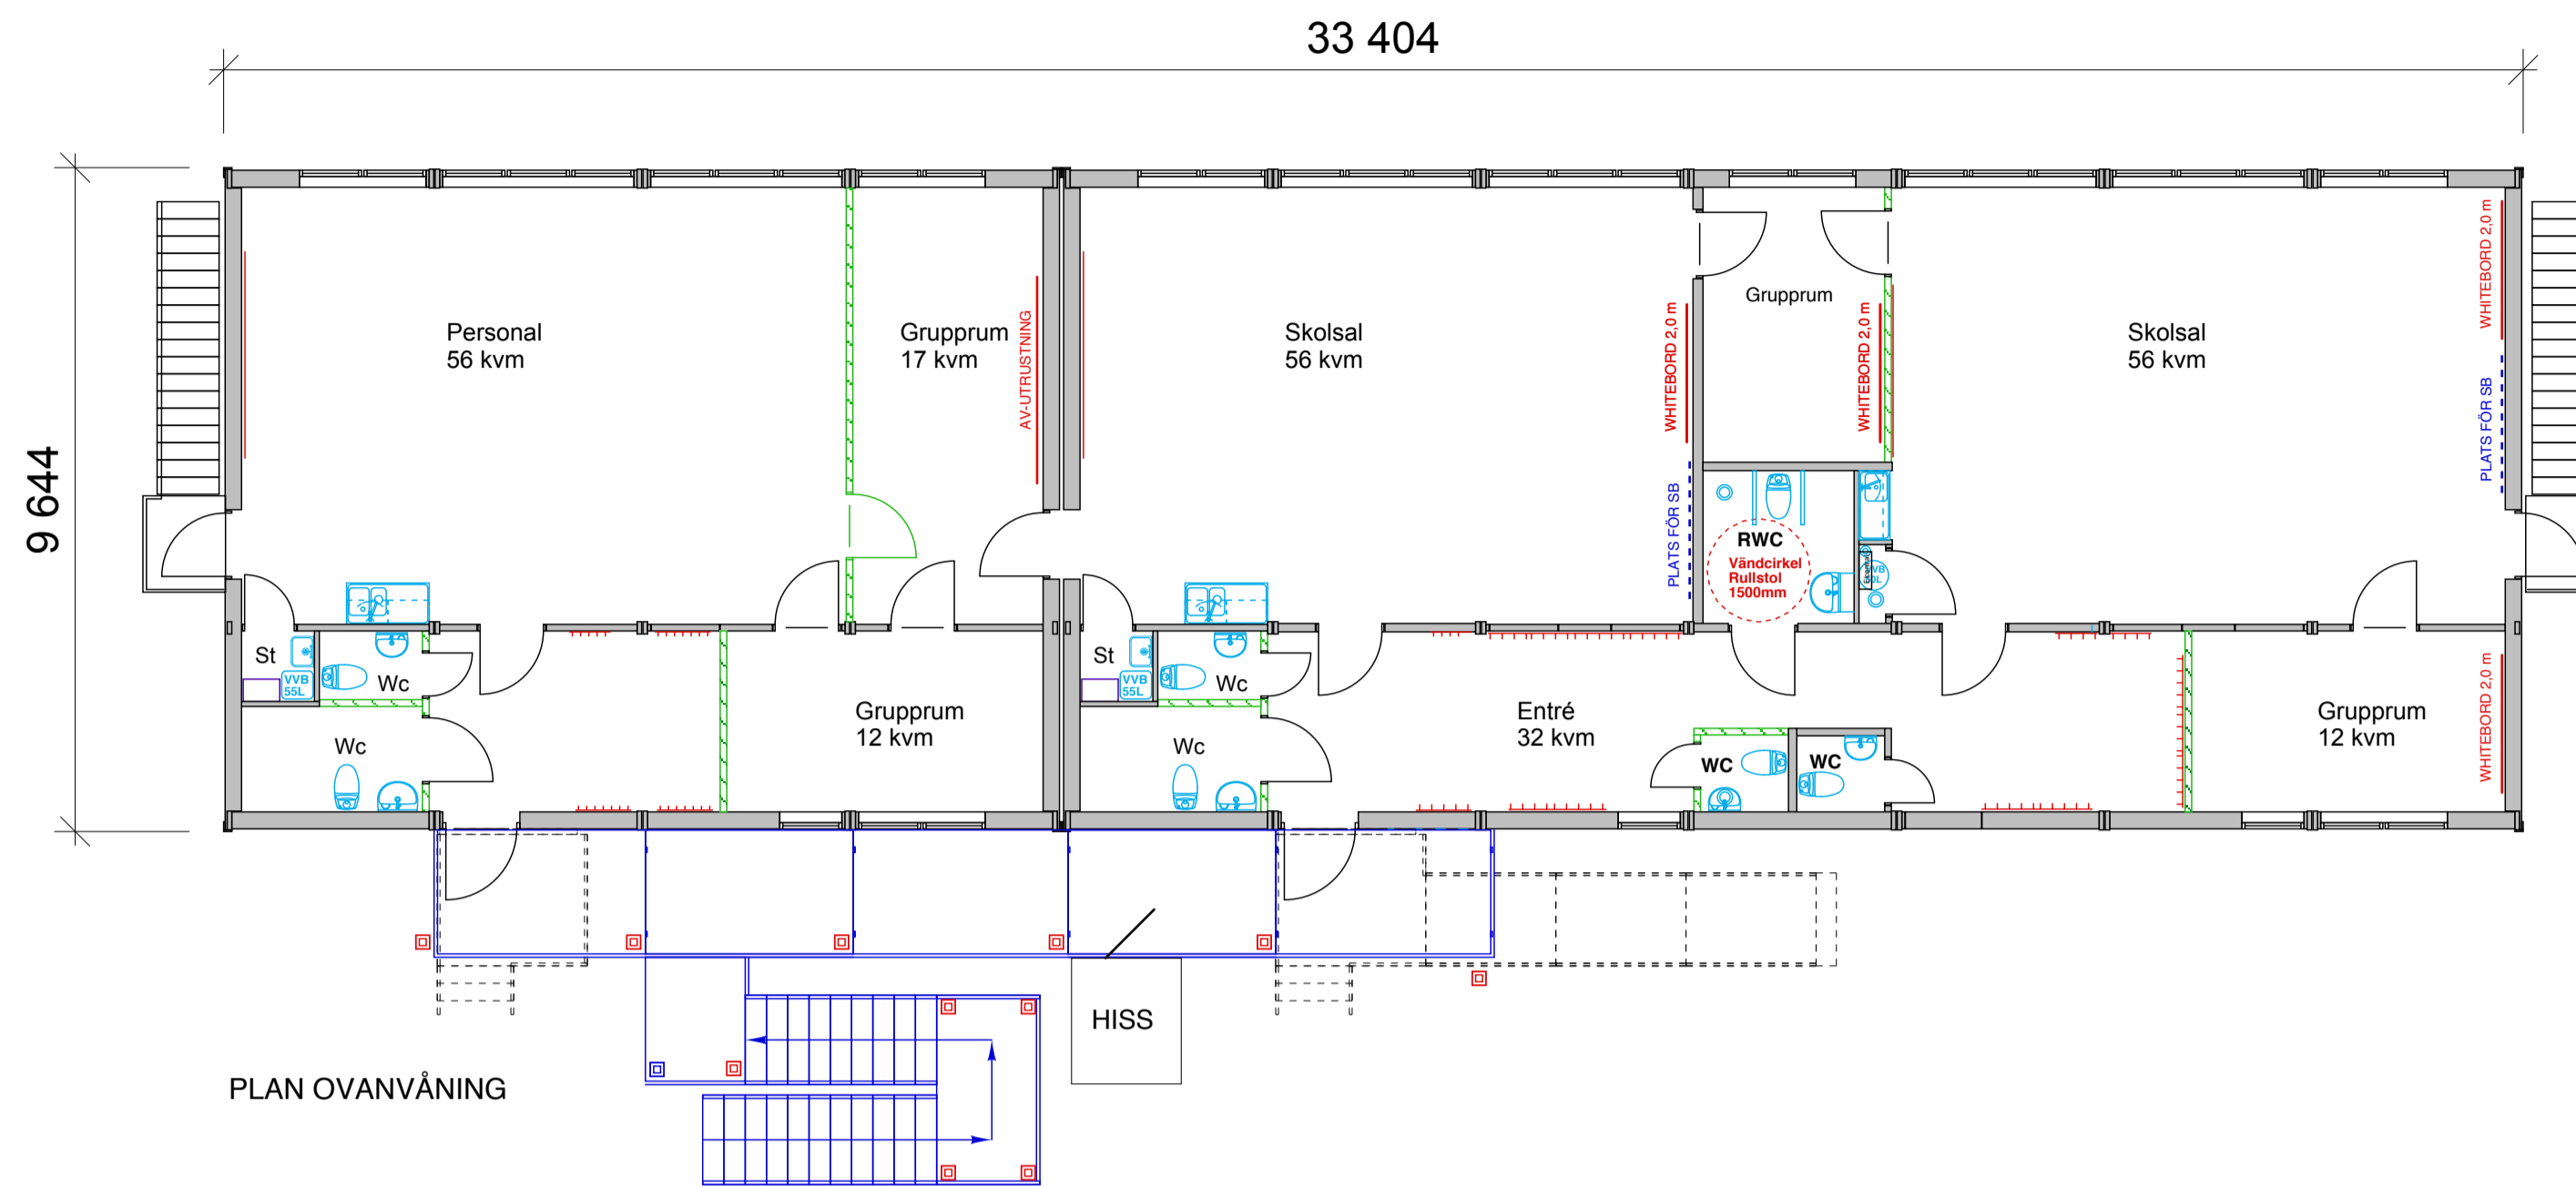 33 404
9 644
Personal
56 kvm
Grupprum
17 kvm
AV-UTRUSTNING
Skolsal
56 kvm
WHITEBORD 2,0 m
PLATS FÖR SB
Grupprum
WHITEBORD 2,0 m
Skolsal
56 kvm
WHITEBORD 2,0 m
PLATS FÖR SB
RWC
Vändcirkel
Rullstol
1500mm
St
VVB
55L
Wc
Wc
Grupprum
12 kvm
St
VVB
55L
Wc
Wc
Entré
32 kvm
WC
WC
Grupprum
12 kvm
WHITEBORD 2,0 m
HISS
PLAN OVANVÅNING